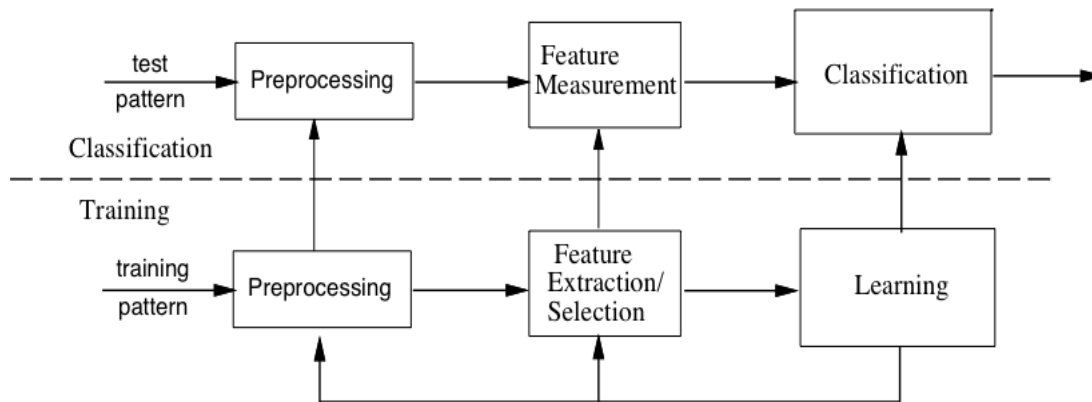 test
pattern
Preprocessing
Feature
Measurement
Classification
Classification
Training
training
pattern
Preprocessing
Feature
Extraction/
Selection
Learning